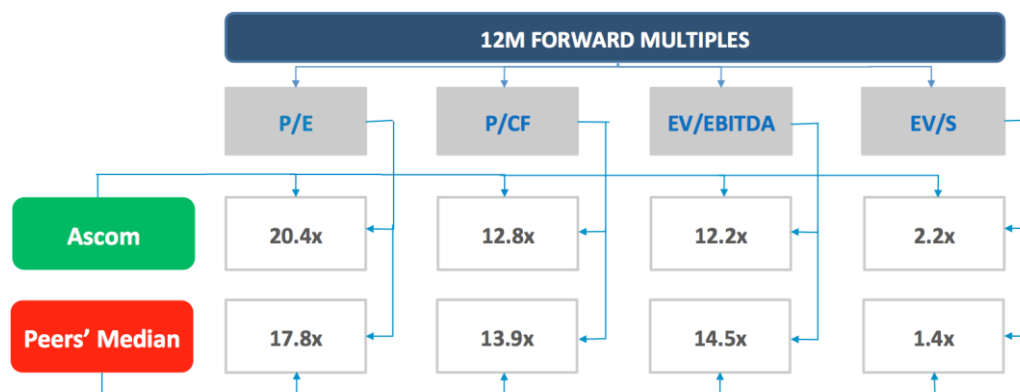 12M FORWARD MULTIPLES
P/E P/CF EV/EBITDA EV/S
Ascom 20.4x 12.8x 12.2x 2.2x
Peers’ Median 17.8x 13.9x 14.5x 1.4x